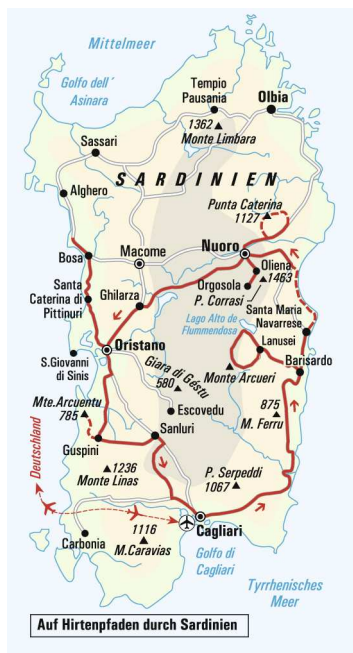 Mittelmeer
Golfo dell´
Asinara
Tempio
Pausania
Olbia
1362
Monte Limbara
Sassari
SARDINIEN
Alghero
Punta Caterina
1127
Nuoro
Macome
Bosa
Oliena
1463
Orgosola
P. Corrasi
Santa
Caterina di
Pittinuri
Ghilarza
Lago Alto de
Flummendosa
Santa Maria
Navarrese
Lanusei
Oristano
Barisardo
S.Giovanni
di Sinis
Giara di Géstu
580
Monte Arcueri
Mte.Arcuentu
785
Escovedu
875
M. Ferru
Sanluri
Guspini
Deutschland
1236
Monte Linas
P. Serpeddi
1067
Carbonia
1116
M.Caravias
Cagliari
Golfo di
Cagliari
Tyrrhenisches
Meer
Auf Hirtenpfaden durch Sardinien